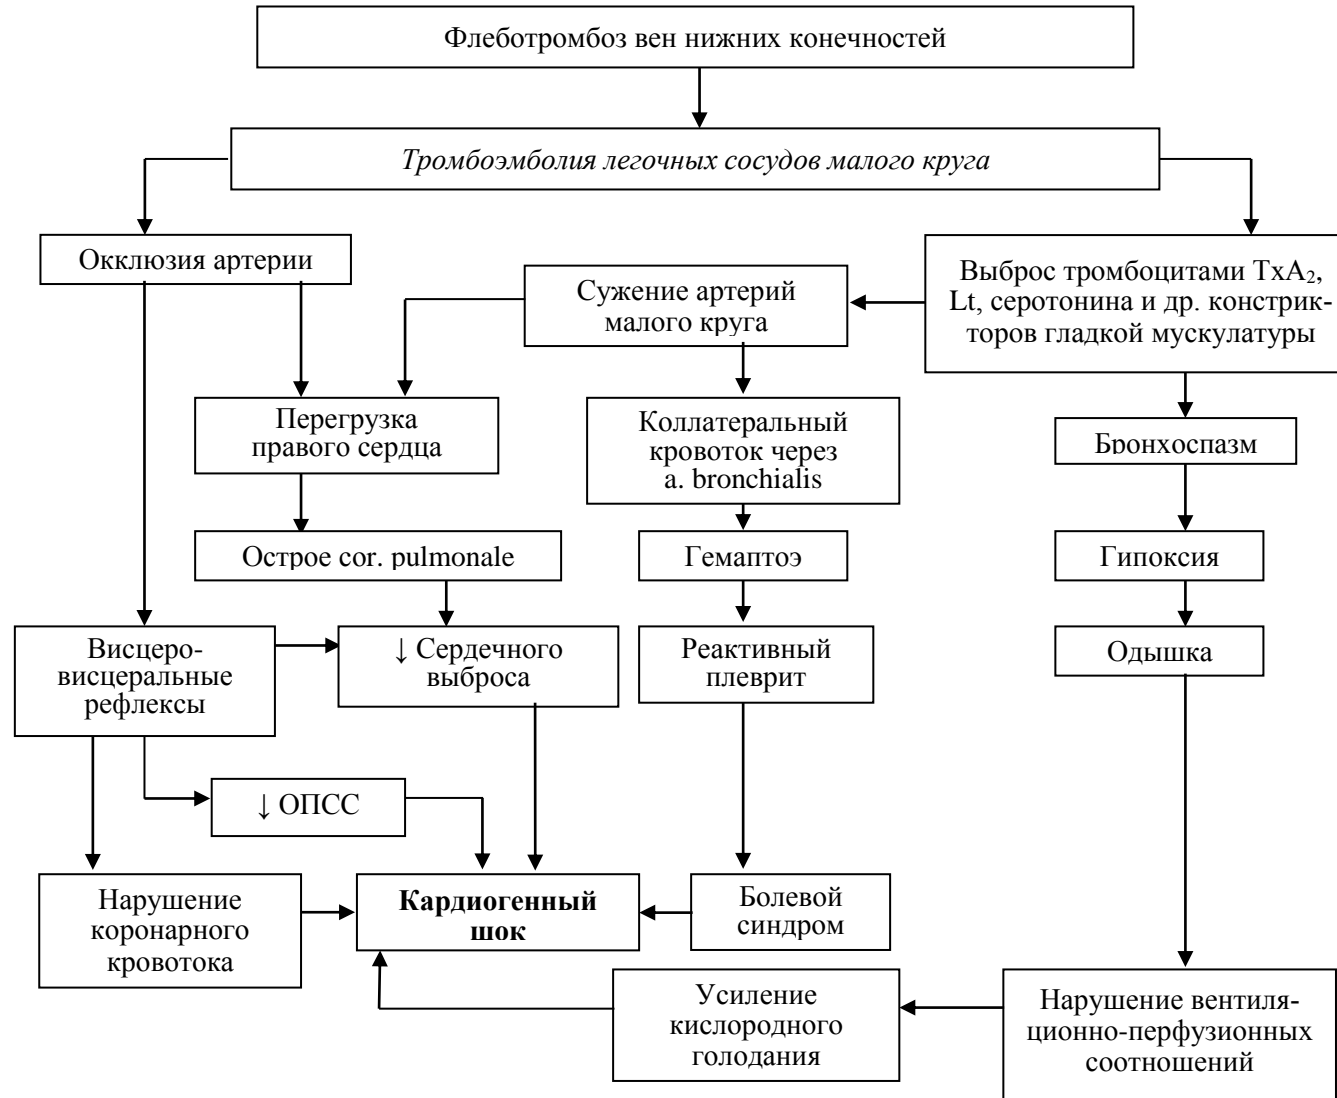 Флеботромбоз вен нижних конечностей
Тромбоэмболия легочных сосудов малого круга
Окклюзия артерии
Сужение артерий
малого круга
Выброс тромбоцитами TxA₂,
Lt, серотонина и др. констрик-
торов гладкой мускулатуры
Перегрузка
правого сердца
Коллатеральный
кровоток через
a. bronchialis
Бронхоспазм
Острое cor. pulmonale
Гемаптоэ
Гипоксия
Висцеро-
висцеральные
рефлексы
↓ Сердечного
выброса
Реактивный
плеврит
Одышка
↓ ОПСС
Нарушение
коронарного
кровотока
Кардиогенный
шок
Болевой
синдром
Усиление
кислородного
голодания
Нарушение вентиля-
ционно-перфузионных
соотношений